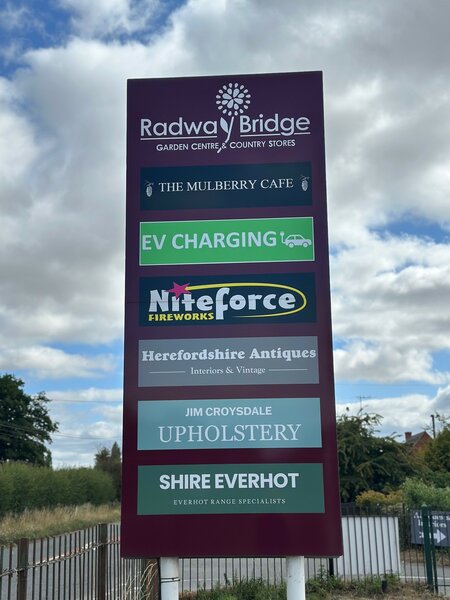 Radway Bridge
GARDEN CENTRE & COUNTRY STORES
THE MULBERRY CAFE
EV CHARGING
Niteforce
FIREWORKS
Herefordshire Antiques
Interiors & Vintage
JIM CROYSDALE
UPHOLSTERY
SHIRE EVERHOT
EVERHOT RANGE SPECIALISTS